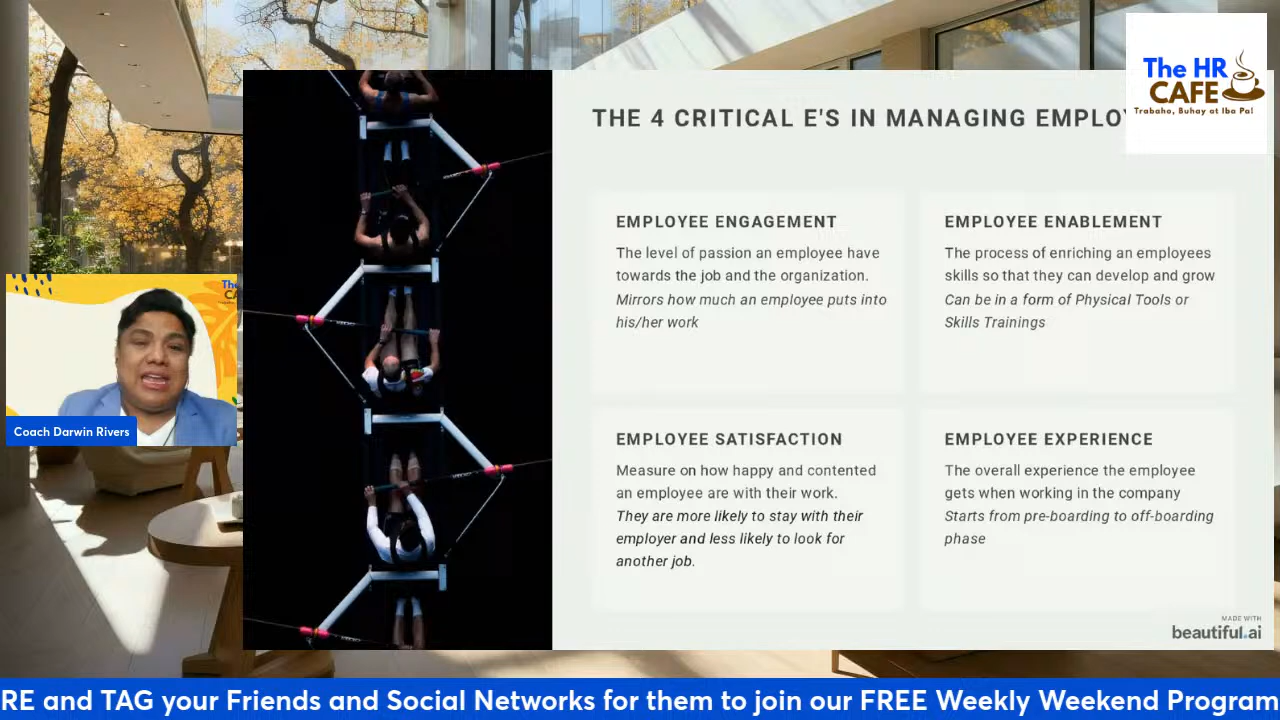 The HR
CAFE
Trabaho, Buhay at Iba Pa!
THE 4 CRITICAL E'S IN MANAGING EMPLOY
EMPLOYEE ENGAGEMENT
The level of passion an employee have
towards the job and the organization.
Mirrors how much an employee puts into
his/her work
EMPLOYEE ENABLEMENT
The process of enriching an employees
skills so that they can develop and grow
Can be in a form of Physical Tools or
Skills Trainings
The
CA
Coach Darwin Rivers
EMPLOYEE SATISFACTION
Measure on how happy and contented
an employee are with their work.
They are more likely to stay with their
employer and less likely to look for
another job.
EMPLOYEE EXPERIENCE
The overall experience the employee
gets when working in the company
Starts from pre-boarding to off-boarding
phase
MADE WITH
beautiful.ai
RE and TAG your Friends and Social Networks for them to join our FREE Weekly Weekend Program